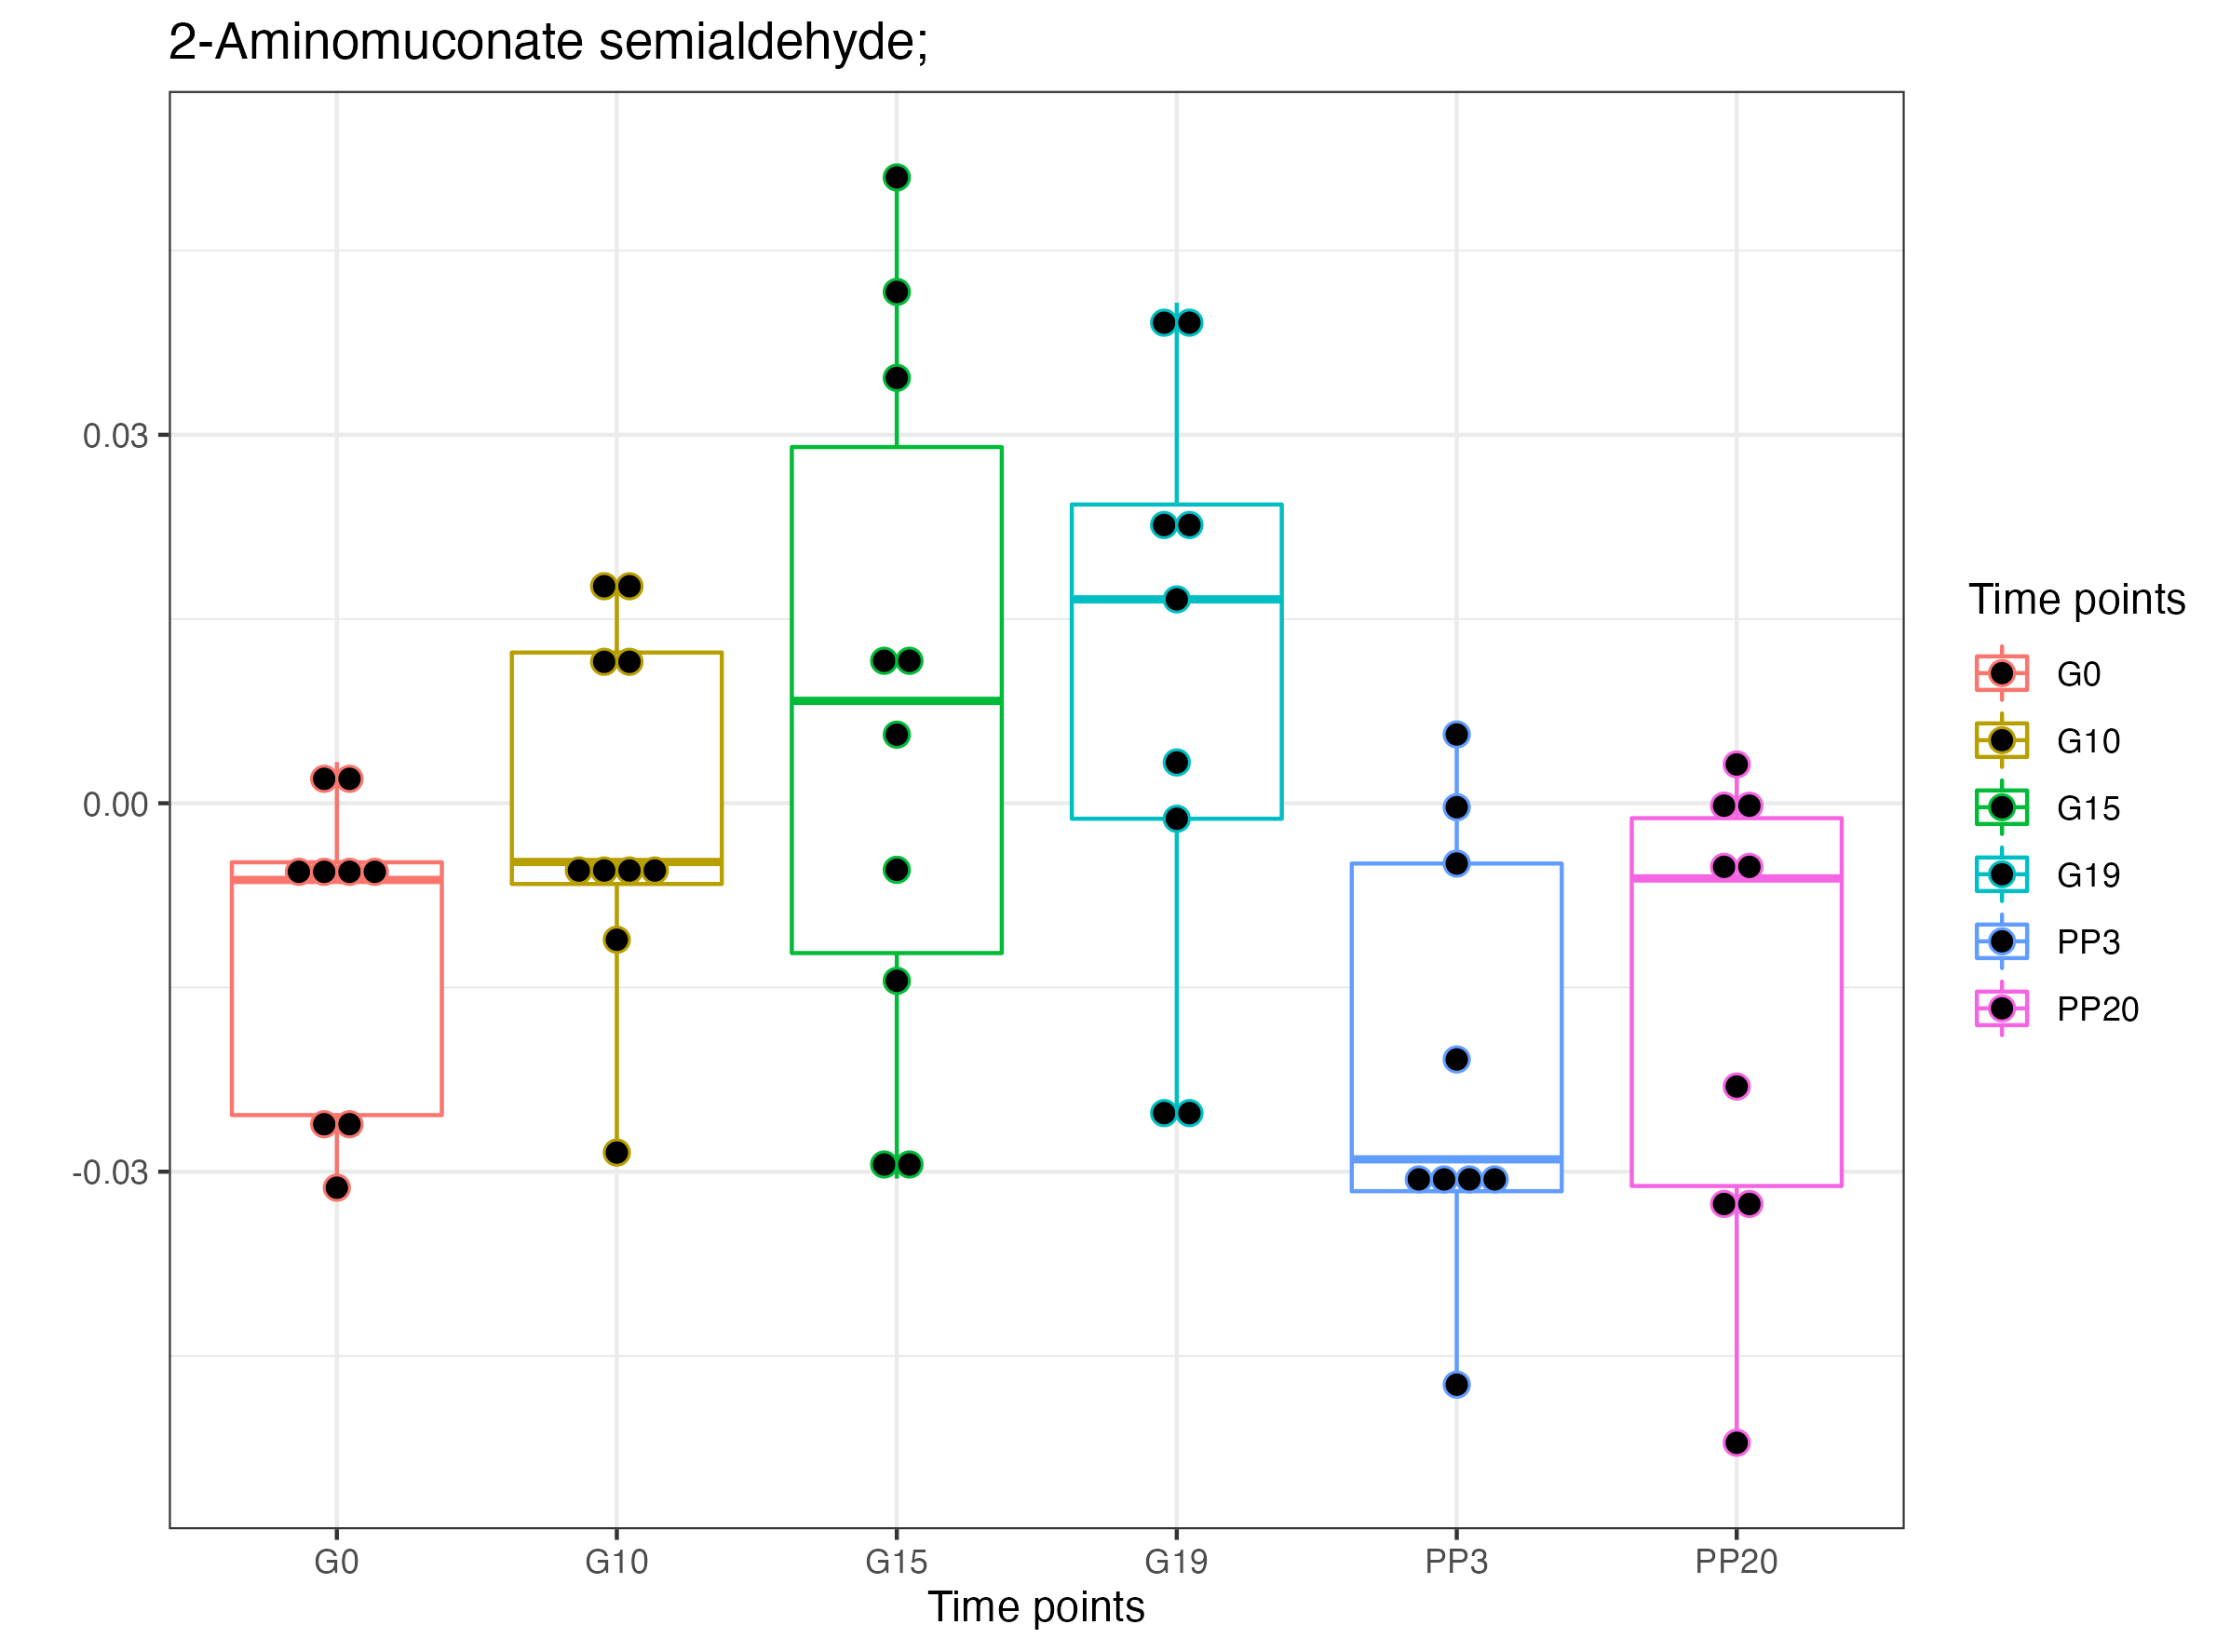 2-Aminomuconate semialdehyde;
0.03
0.00
-0.03
G0 G10 G15 G19 PP3 PP20
Time points
Time points
G0
G10
G15
G19
PP3
PP20